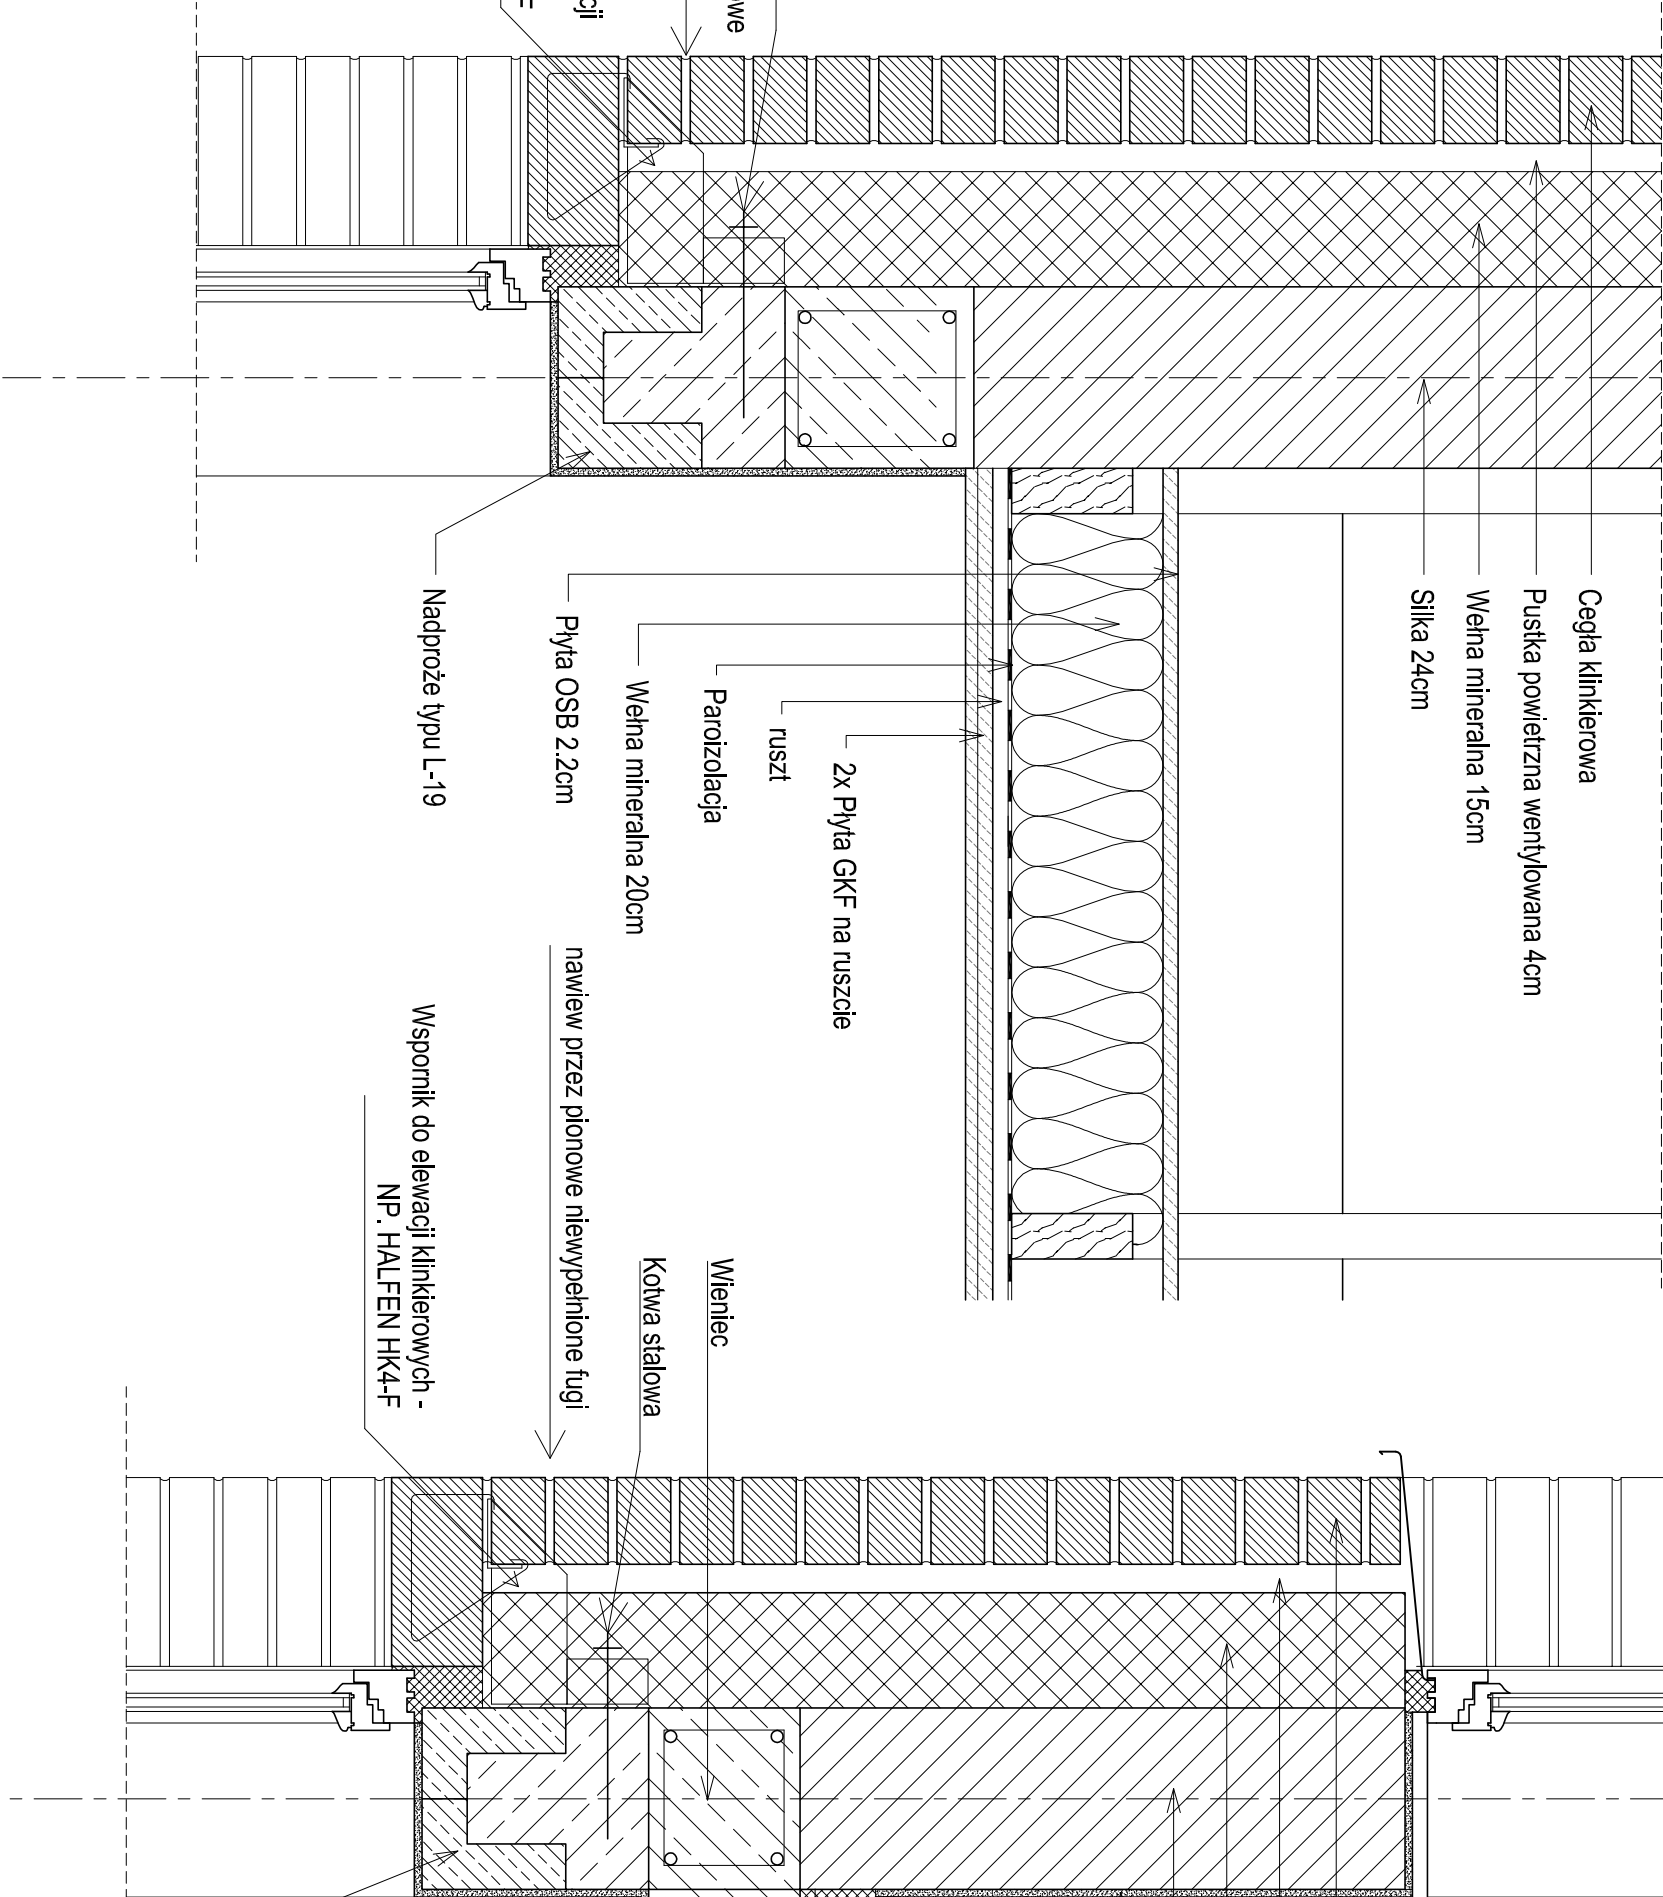 Cegła klinkierowa
Pustka powietrzna wentylowana 4cm
Wełna mineralna 15cm
Silka 24cm
2x Płyta GKF na ruszcie
ruszt
Paroizolacja
Wełna mineralna 20cm
Płyta OSB 2.2cm
Nadproże typu L-19
Wieniec
Kotwa stalowa
nawiew przez pionowe niewypełnione fugi
Wspornik do elewacji klinkierowych -
NP. HALFEN HK4-F